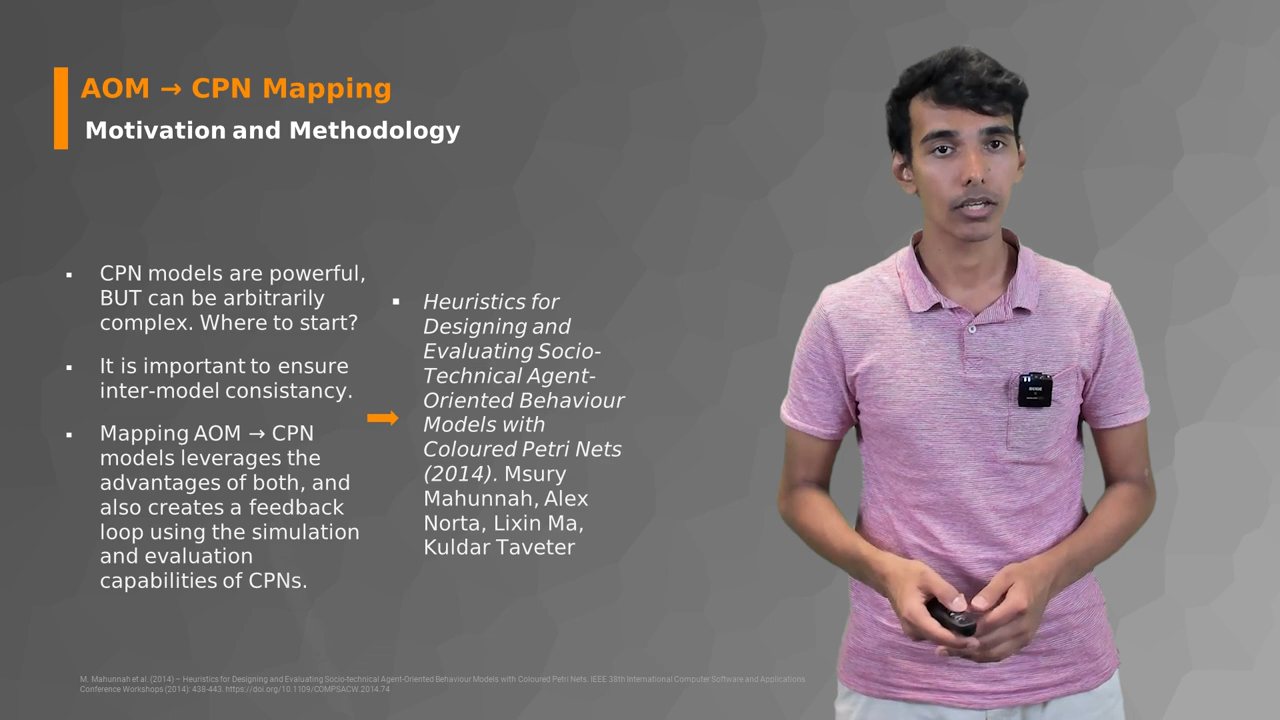 AOM → CPN Mapping
Motivation and Methodology
▪ CPN models are powerful,
BUT can be arbitrarily
complex. Where to start?
▪ It is important to ensure
inter-model consistancy.
▪ Mapping AOM → CPN
models leverages the
advantages of both, and
also creates a feedback
loop using the simulation
and evaluation
capabilities of CPNs.
▪ Heuristics for
Designing and
Evaluating Socio-
Technical Agent-
Oriented Behaviour
Models with
Coloured Petri Nets
(2014). Msury
Mahunnah, Alex
Norta, Lixin Ma,
Kuldar Taveter
M. Mahunnah et al. (2014) – Heuristics for Designing and Evaluating Socio-technical Agent-Oriented Behaviour Models with Coloured Petri Nets. IEEE 38th International Computer Software and Applications
Conference Workshops (2014): 438-443. https://doi.org/10.1109/COMPSACW.2014.74